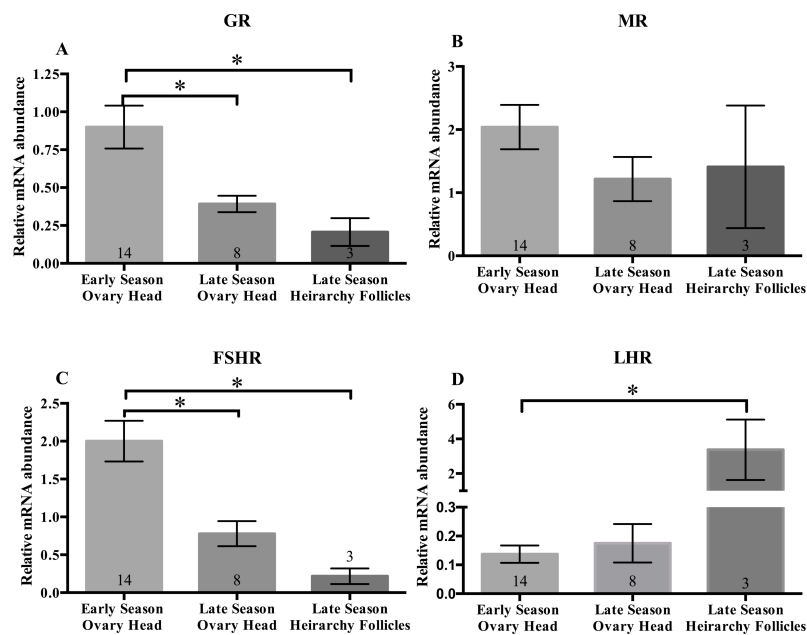 GR
A
Relative mRNA abundance
1.25
1.00
0.75
0.50
0.25
0.00
*
*
14
8
3
Early Season
Ovary Head
Late Season
Ovary Head
Late Season
Heirarchy Follicles
MR
B
Relative mRNA abundance
3
2
1
0
14
8
3
Early Season
Ovary Head
Late Season
Ovary Head
Late Season
Heirarchy Follicles
FSHR
C
Relative mRNA abundance
2.5
2.0
1.5
1.0
0.5
0.0
*
*
14
8
3
Early Season
Ovary Head
Late Season
Ovary Head
Late Season
Heirarchy Follicles
LHR
D
Relative mRNA abundance
6
4
2
0.3
0.2
0.1
0.0
*
14
8
3
Early Season
Ovary Head
Late Season
Ovary Head
Late Season
Heirarchy Follicles